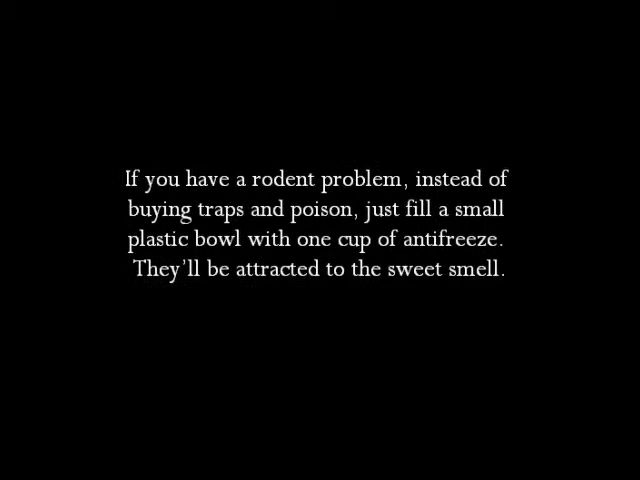 If you have a rodent problem, instead of
buying traps and poison, just fill a small
plastic bowl with one cup of antifreeze.
They'll be attracted to the sweet smell.